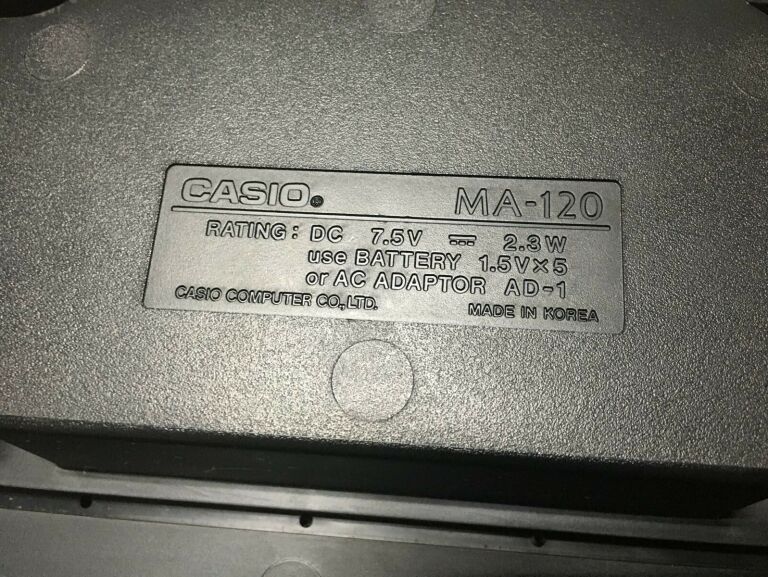 CASIO. MA-120
RATING: DC 7.5V ⎓ 2.3W
use BATTERY 1.5V×5
or AC ADAPTOR AD-1
CASIO COMPUTER CO.,LTD. MADE IN KOREA